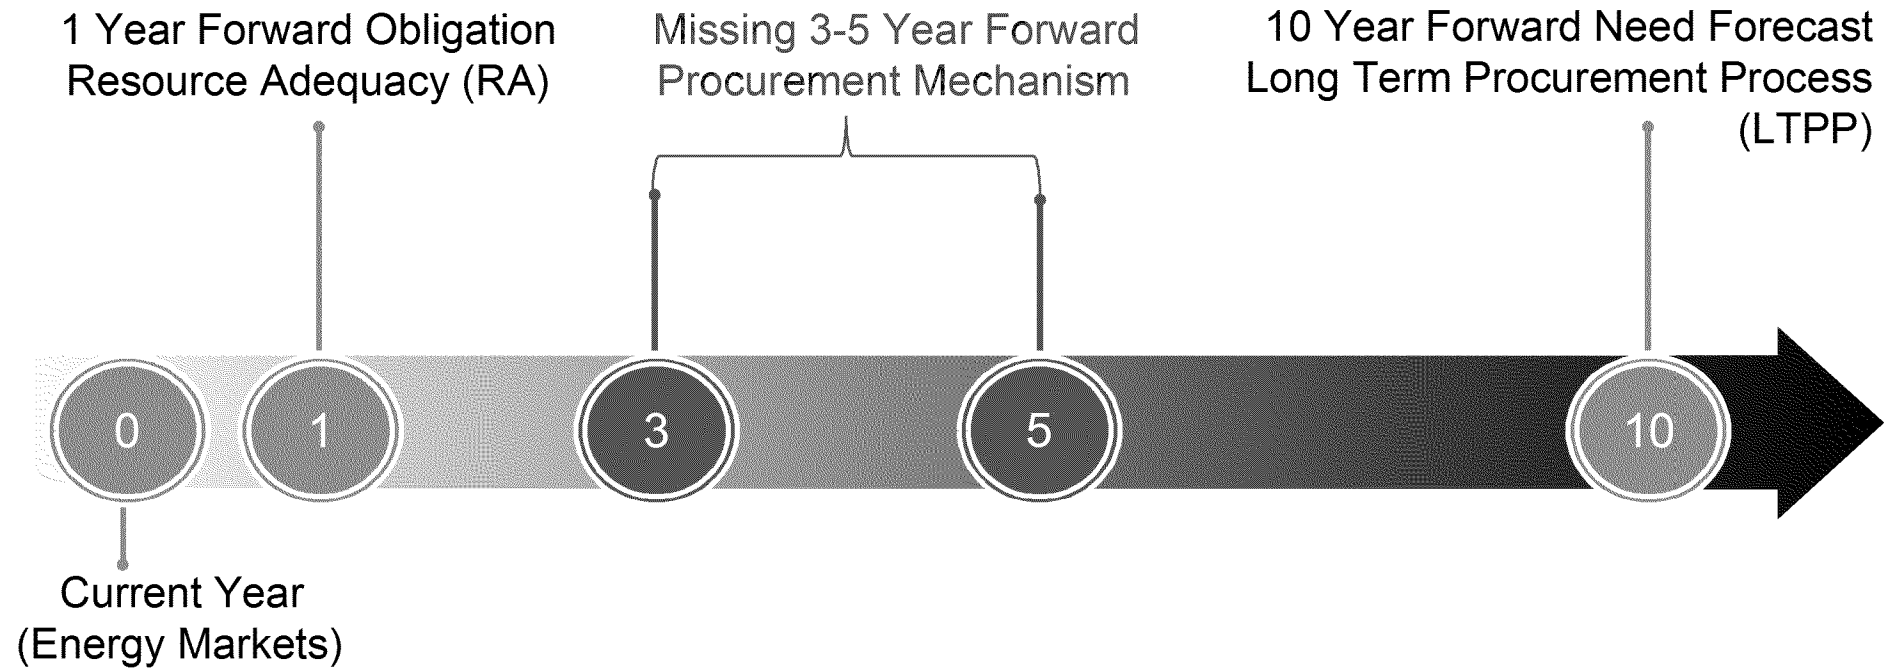 1 Year Forward Obligation
Resource Adequacy (RA)
Missing 3-5 Year Forward
Procurement Mechanism
10 Year Forward Need Forecast
Long Term Procurement Process
(LTPP)
0
1
3
5
10
Current Year
(Energy Markets)